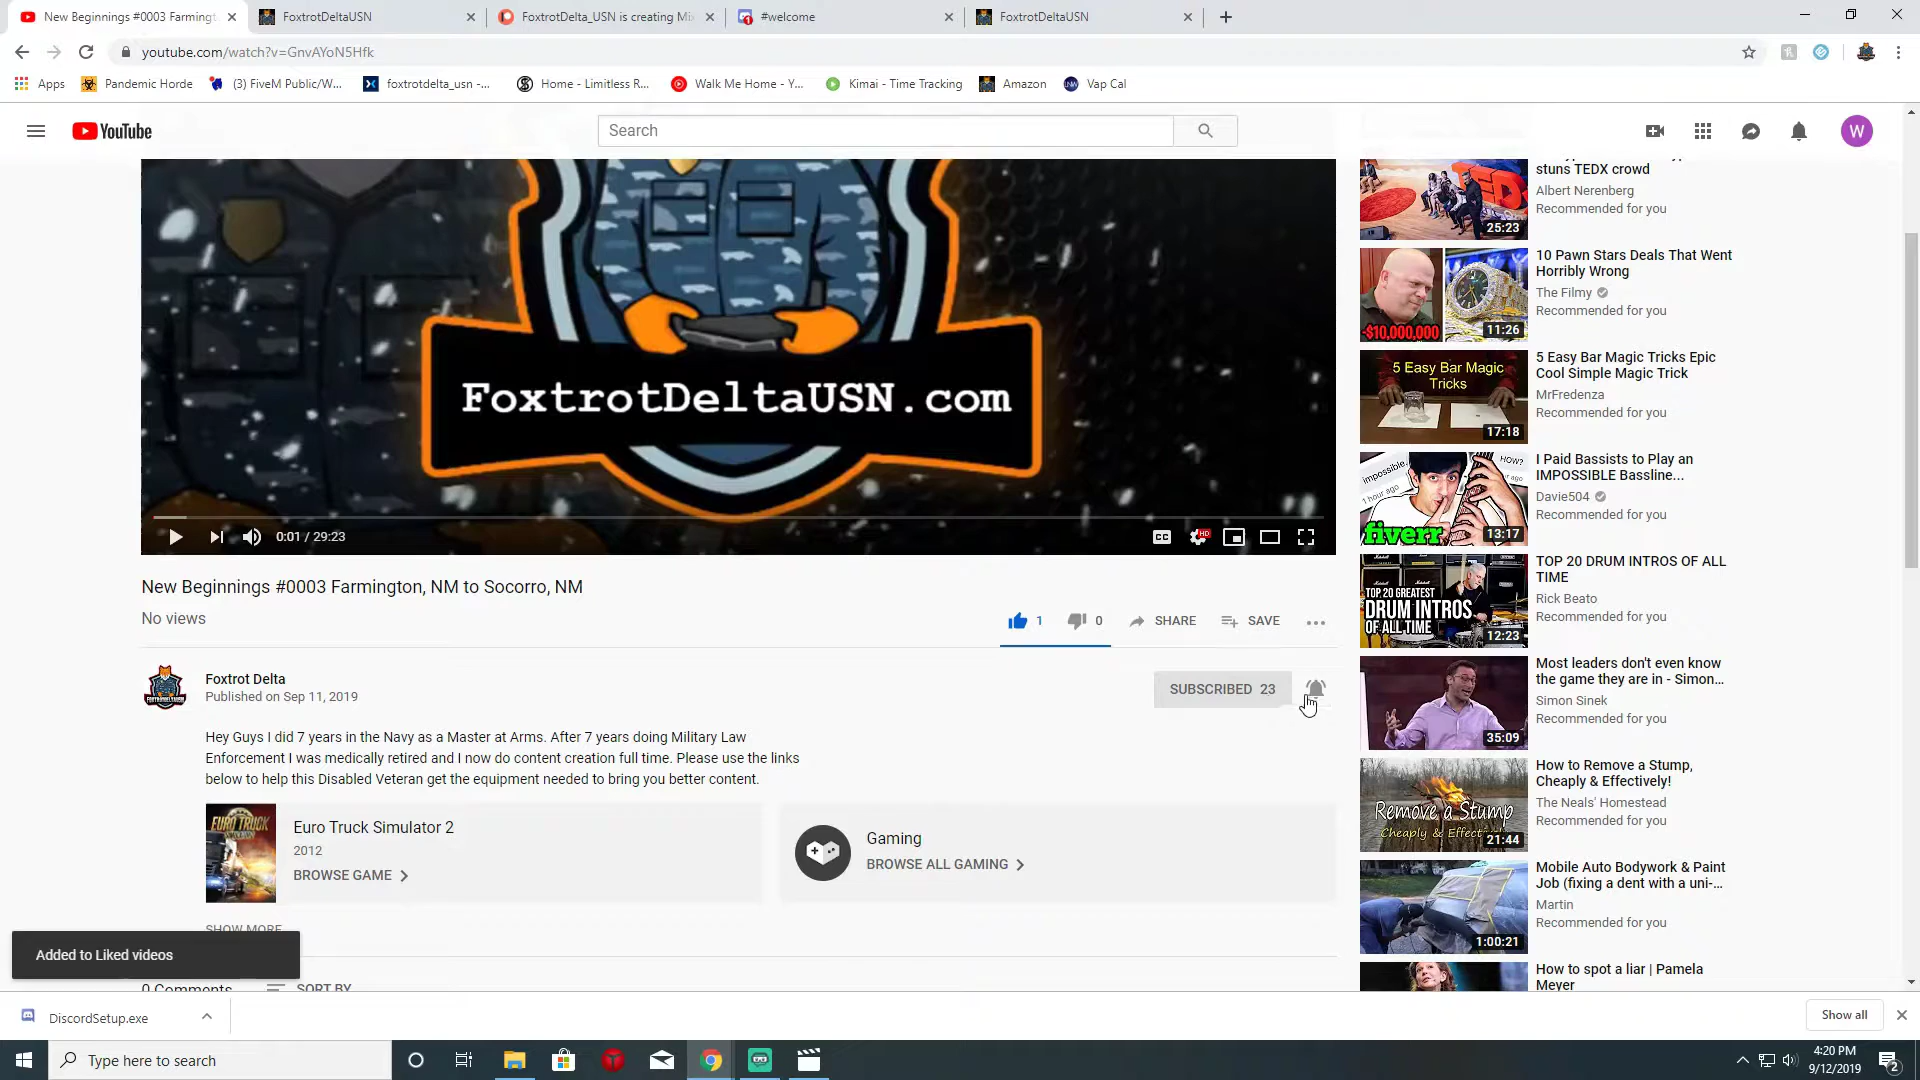 New Beginnings #0003 Farmingt
FoxtrotDeltaUSN
FoxtrotDelta_USN is creating Mix
#welcome
FoxtrotDeltaUSN
youtube.com/watch?v=GnvAYoN5Hfk
Apps
Pandemic Horde
(3) FiveM Public/W...
foxtrotdelta_usn -...
Home - Limitless R...
Walk Me Home - Y...
Kimai - Time Tracking
Amazon
Vap Cal
YouTube
Search
W
FoxtrotDeltaUSN.com
0:01 / 29:23
CC
HD
New Beginnings #0003 Farmington, NM to Socorro, NM
No views
1
0
SHARE
SAVE
Foxtrot Delta
Published on Sep 11, 2019
SUBSCRIBED 23
Hey Guys I did 7 years in the Navy as a Master at Arms. After 7 years doing Military Law
Enforcement I was medically retired and I now do content creation full time. Please use the links
below to help this Disabled Veteran get the equipment needed to bring you better content.
EURO TRUCK
Euro Truck Simulator 2
2012
BROWSE GAME
Gaming
BROWSE ALL GAMING
SHOW MORE
Added to Liked videos
0 Comments
SORT BY
stuns TEDX crowd
Albert Nerenberg
Recommended for you
25:23
10 Pawn Stars Deals That Went
Horribly Wrong
The Filmy
Recommended for you
-$10,000,000
11:26
5 Easy Bar Magic Tricks Epic
Cool Simple Magic Trick
MrFredenza
Recommended for you
5 Easy Bar Magic
Tricks
17:18
I Paid Bassists to Play an
IMPOSSIBLE Bassline...
Davie504
Recommended for you
impossible.
1 hour ago
HOW?
fiverr
13:17
TOP 20 DRUM INTROS OF ALL
TIME
Rick Beato
Recommended for you
TOP 20 GREATEST
DRUM INTROS
OF ALL TIME
12:23
Most leaders don't even know
the game they are in - Simon...
Simon Sinek
Recommended for you
35:09
How to Remove a Stump,
Cheaply & Effectively!
The Neals' Homestead
Recommended for you
Remove a Stump
21:44
Mobile Auto Bodywork & Paint
Job (fixing a dent with a uni-...
Martin
Recommended for you
1:00:21
How to spot a liar | Pamela
Meyer
DiscordSetup.exe
Show all
Type here to search
4:20 PM
9/12/2019
2